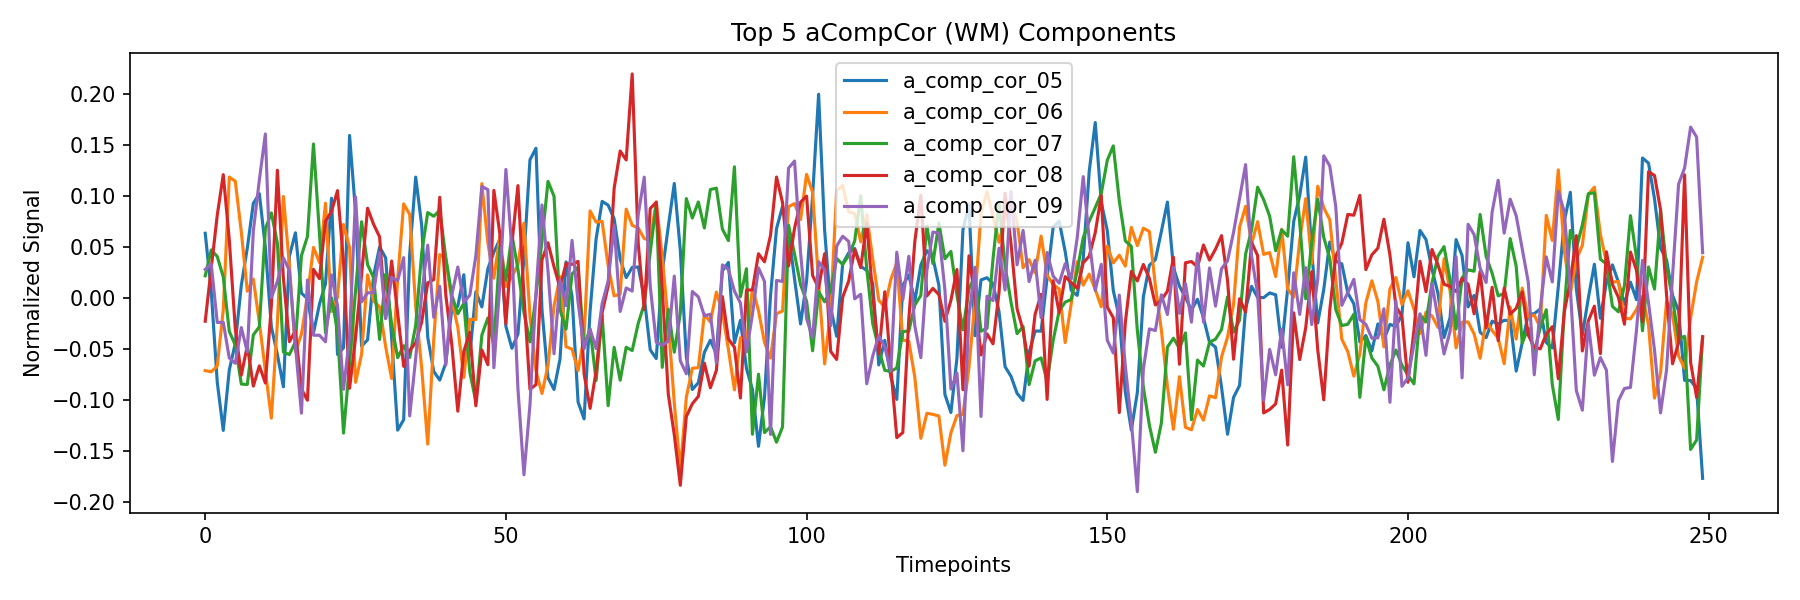 Top 5 aCompCor (WM) Components
a_comp_cor_05
a_comp_cor_06
a_comp_cor_07
a_comp_cor_08
a_comp_cor_09
Normalized Signal
0.20
0.15
0.10
0.05
0.00
−0.05
−0.10
−0.15
−0.20
0 50 100 150 200 250
Timepoints